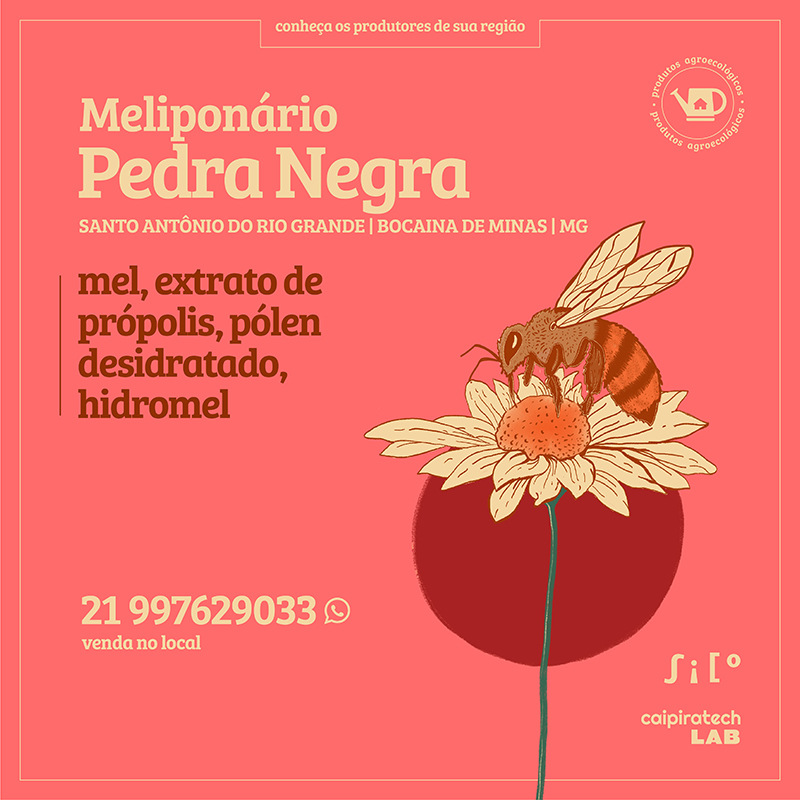 conheça os produtores de sua região
• produtos agroecológicos •
produtos agroecológicos
Meliponário
Pedra Negra
SANTO ANTÔNIO DO RIO GRANDE | BOCAINA DE MINAS | MG
mel, extrato de
própolis, pólen
desidratado,
hidromel
21 997629033
venda no local
silo
caipiratech
LAB